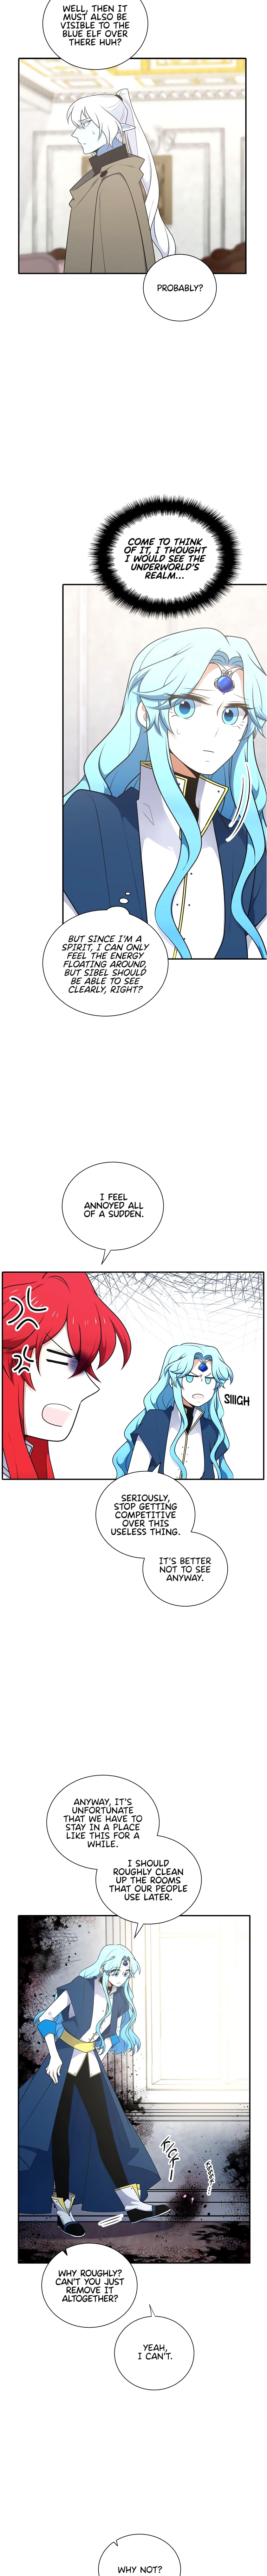 WELL, THEN IT
MUST ALSO BE
VISIBLE TO THE
BLUE ELF OVER
THERE HUH?
PROBABLY?
COME TO THINK
OF IT, I THOUGHT
I WOULD SEE THE
UNDERWORLD'S
REALM...
BUT SINCE I'M A
SPIRIT, I CAN ONLY
FEEL THE ENERGY
FLOATING AROUND,
BUT SIBEL SHOULD
BE ABLE TO SEE
CLEARLY, RIGHT?
I FEEL
ANNOYED ALL
OF A SUDDEN.
SIIIGH
SERIOUSLY,
STOP GETTING
COMPETITIVE
OVER THIS
USELESS THING.
IT'S BETTER
NOT TO SEE
ANYWAY.
ANYWAY, IT'S
UNFORTUNATE
THAT WE HAVE TO
STAY IN A PLACE
LIKE THIS FOR A
WHILE.
I SHOULD
ROUGHLY CLEAN
UP THE ROOMS
THAT OUR PEOPLE
USE LATER.
KICK!
WHY ROUGHLY?
CAN'T YOU JUST
REMOVE IT
ALTOGETHER?
YEAH,
I CAN'T.
WHY NOT?